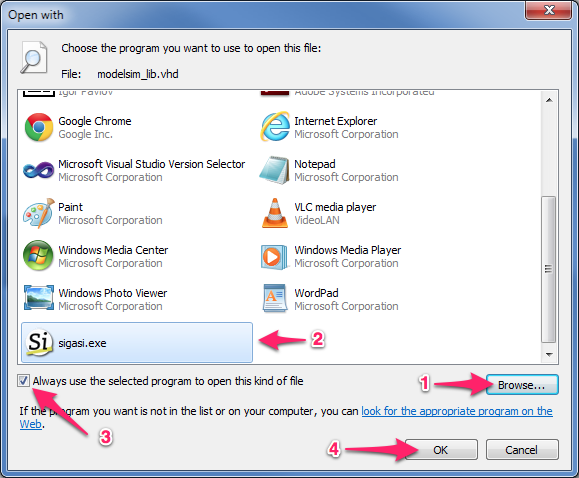 Open with
Choose the program you want to use to open this file:
File: modelsim_lib.vhd
Igor Pavlov
Adobe Systems Incorporated
Google Chrome
Google Inc.
Internet Explorer
Microsoft Corporation
Microsoft Visual Studio Version Selector
Microsoft Corporation
Notepad
Microsoft Corporation
Paint
Microsoft Corporation
VLC media player
VideoLAN
Windows Media Center
Microsoft Corporation
Windows Media Player
Microsoft Corporation
Windows Photo Viewer
Microsoft Corporation
WordPad
Microsoft Corporation
Si
sigasi.exe
2
Always use the selected program to open this kind of file
1
Browse...
If the program you want is not in the list or on your computer, you can look for the appropriate program on the
Web.
3
4
OK
Cancel